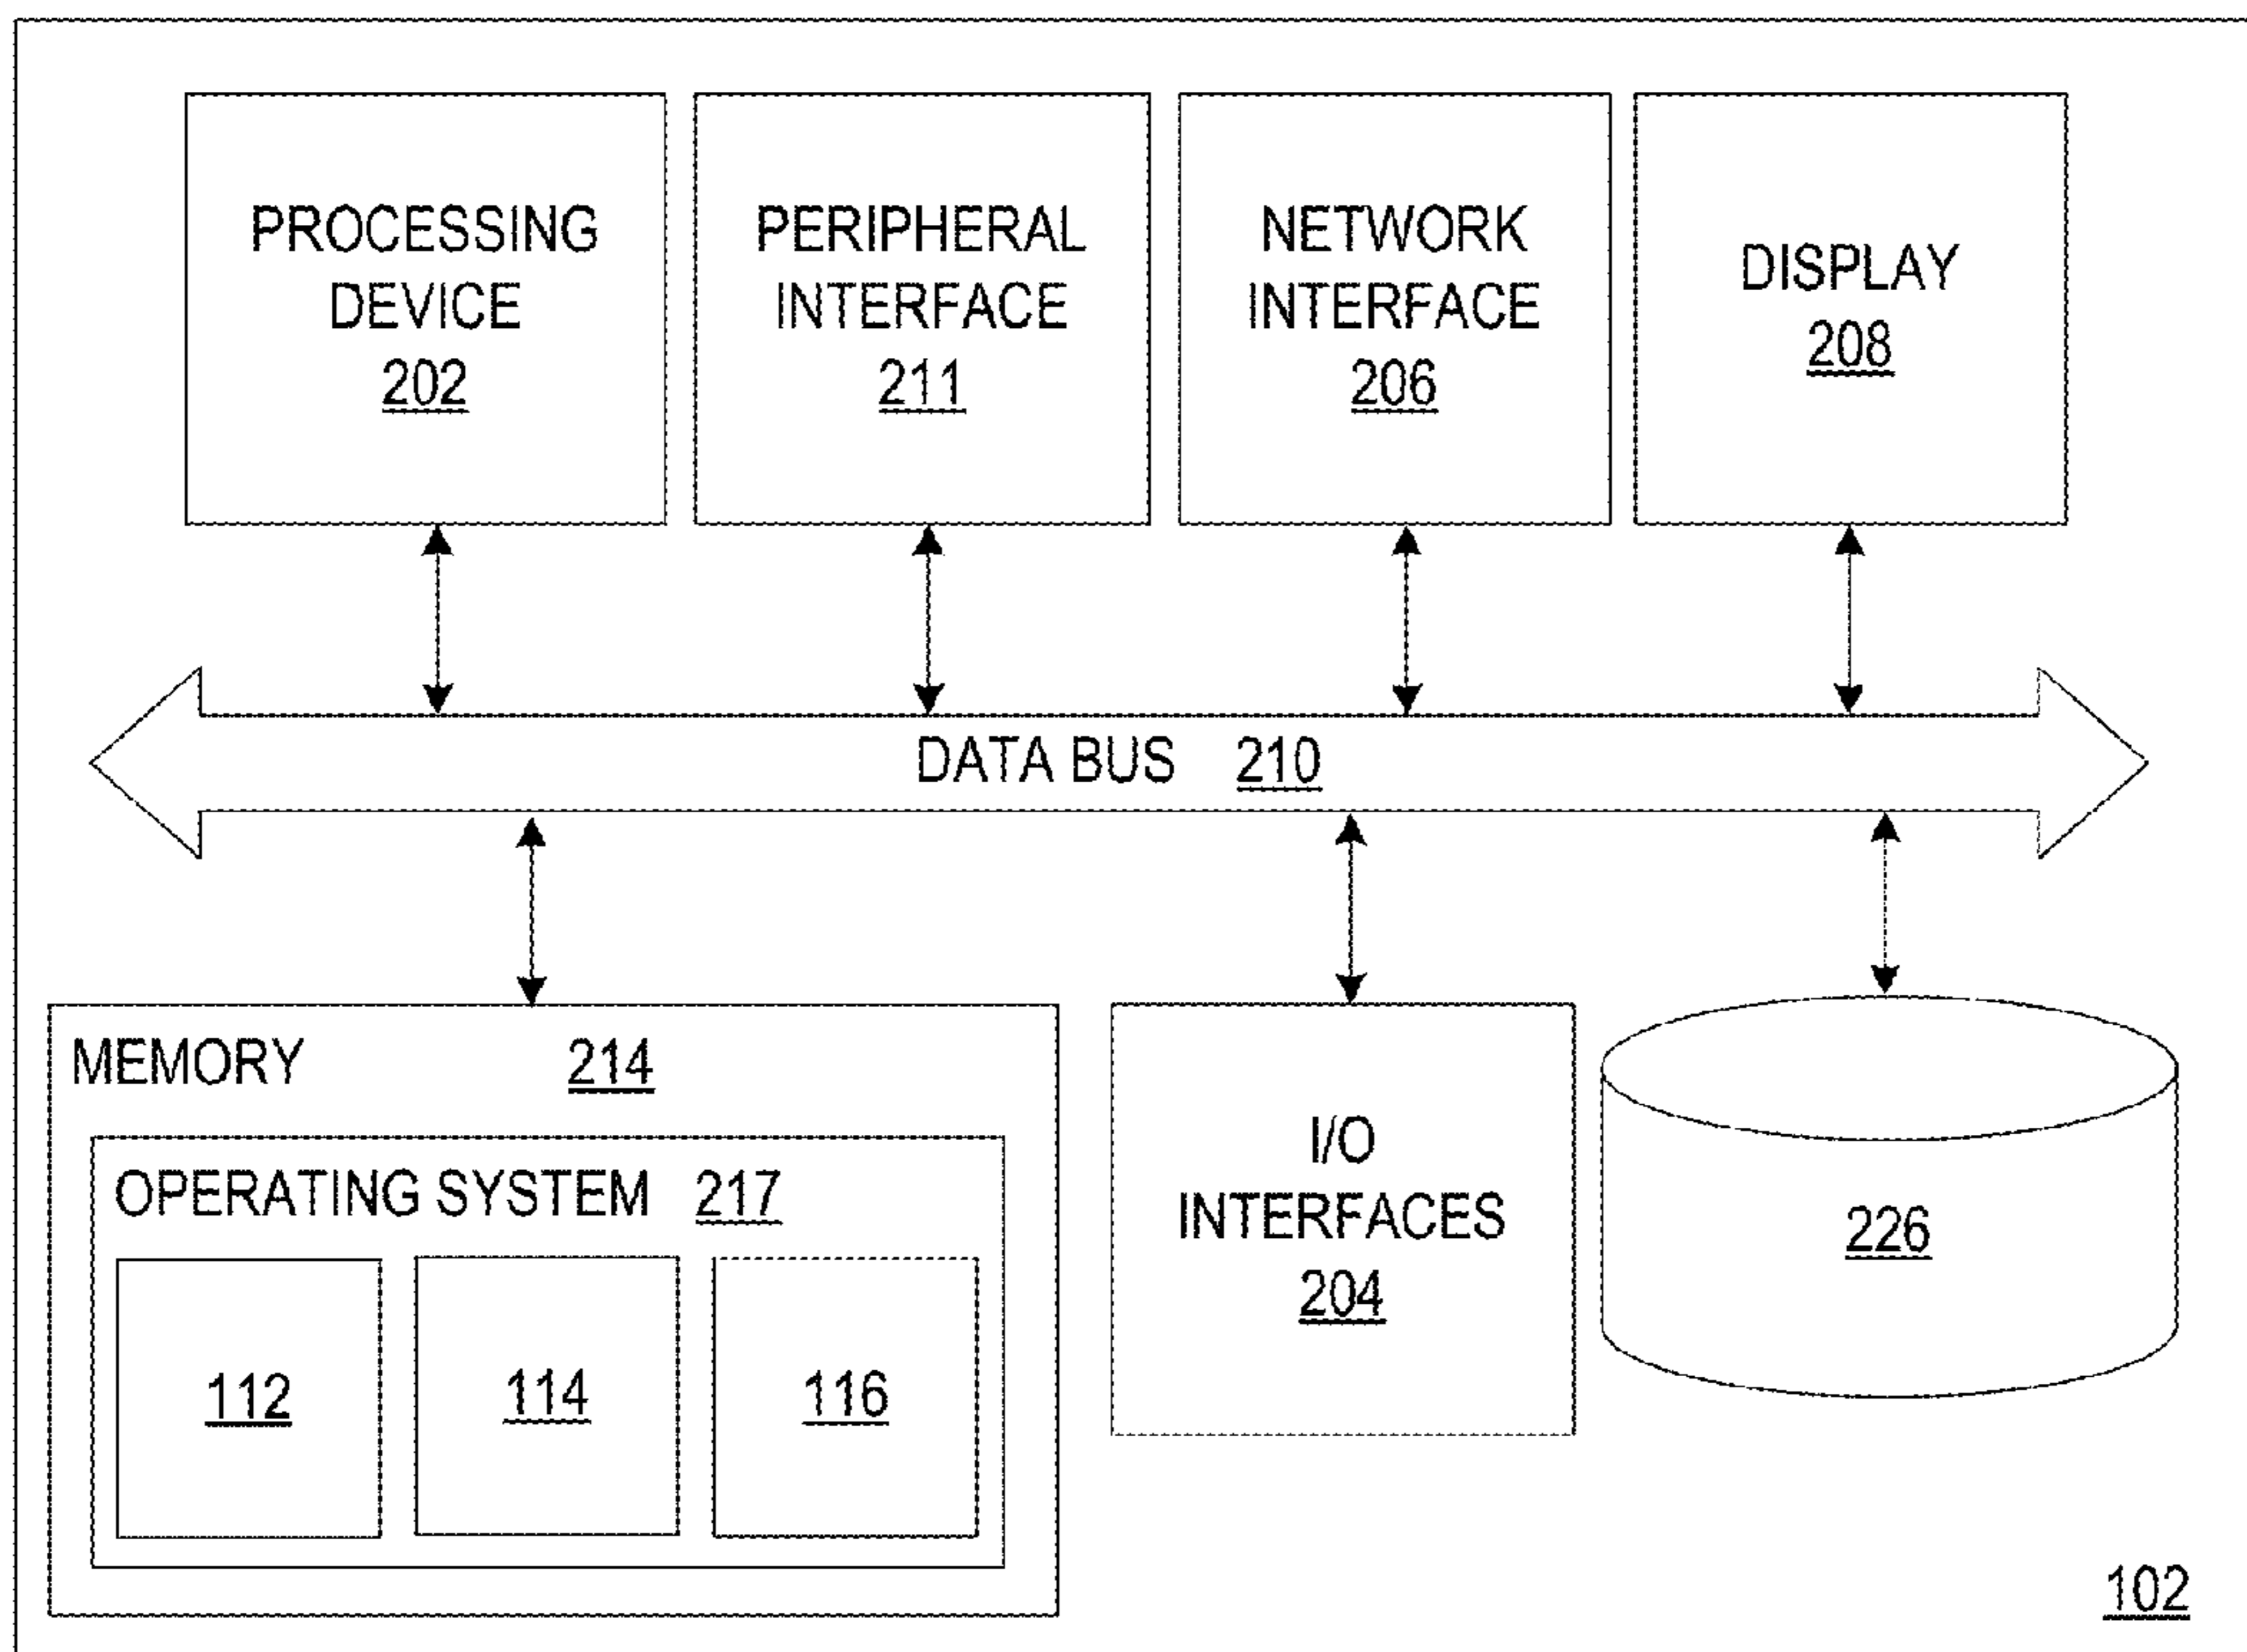 PROCESSING
DEVICE
202
PERIPHERAL
INTERFACE
211
NETWORK
INTERFACE
206
DISPLAY
208
DATA BUS 210
MEMORY 214
OPERATING SYSTEM 217
112
114
116
I/O
INTERFACES
204
226
102